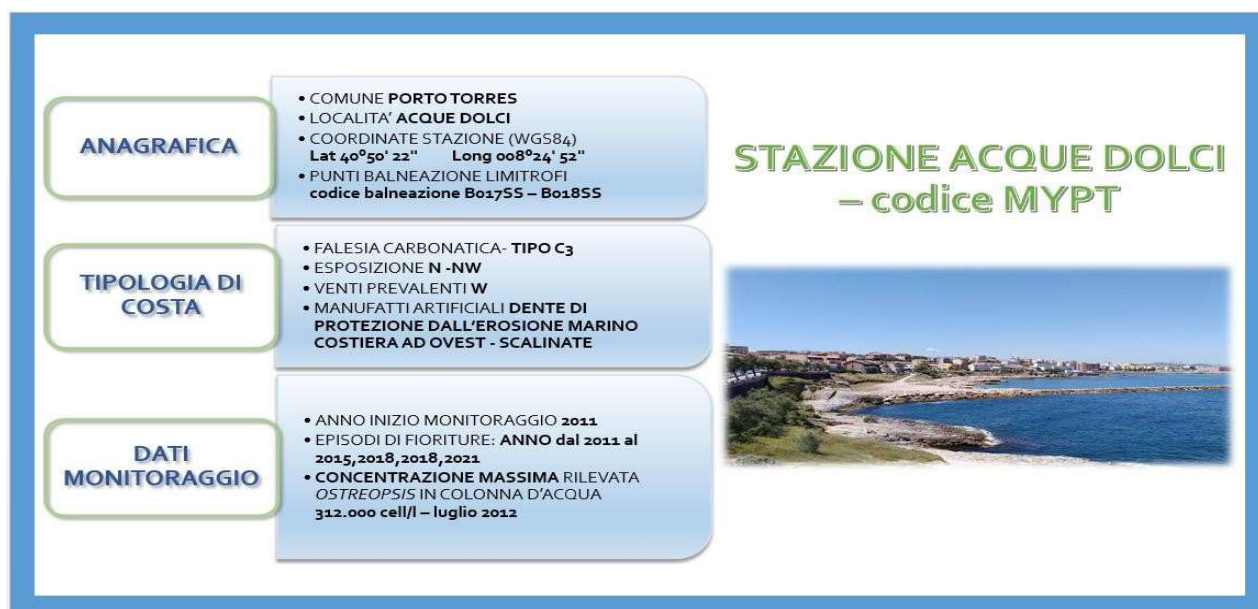 ANAGRAFICA
• COMUNE PORTO TORRES
• LOCALITA' ACQUE DOLCI
• COORDINATE STAZIONE (WGS84)
Lat 40°50' 22" Long 008°24' 52"
• PUNTI BALNEAZIONE LIMITROFI
codice balneazione B017SS – B018SS
STAZIONE ACQUE DOLCI
– codice MYPT
TIPOLOGIA DI
COSTA
• FALESIA CARBONATICA- TIPO C3
• ESPOSIZIONE N -NW
• VENTI PREVALENTI W
• MANUFATTI ARTIFICIALI DENTE DI
PROTEZIONE DALL'EROSIONE MARINO
COSTIERA AD OVEST - SCALINATE
DATI
MONITORAGGIO
• ANNO INIZIO MONITORAGGIO 2011
• EPISODI DI FIORITURE: ANNO dal 2011 al
2015,2018,2018,2021
• CONCENTRAZIONE MASSIMA RILEVATA
OSTREOPSIS IN COLONNA D'ACQUA
312.000 cell/l – luglio 2012